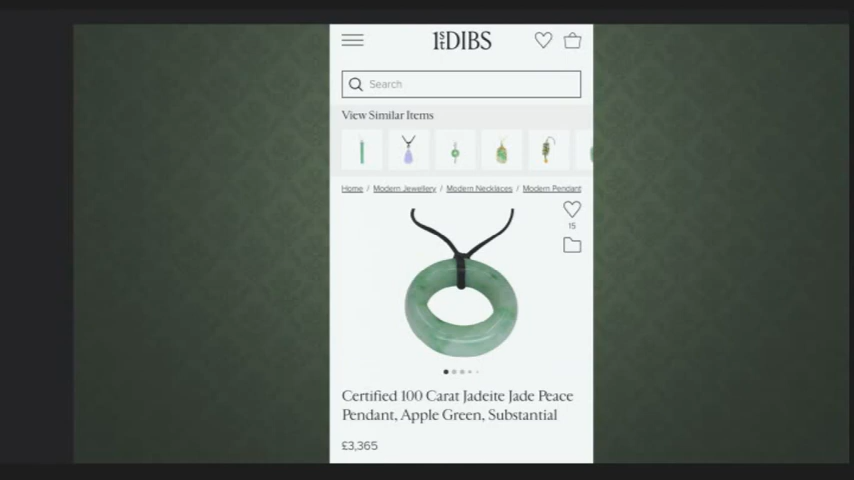 1stDIBS
Search
View Similar Items
Home / Modern Jewellery / Modern Necklaces / Modern Pendant
15
Certified 100 Carat Jadeite Jade Peace
Pendant, Apple Green, Substantial
£3,365